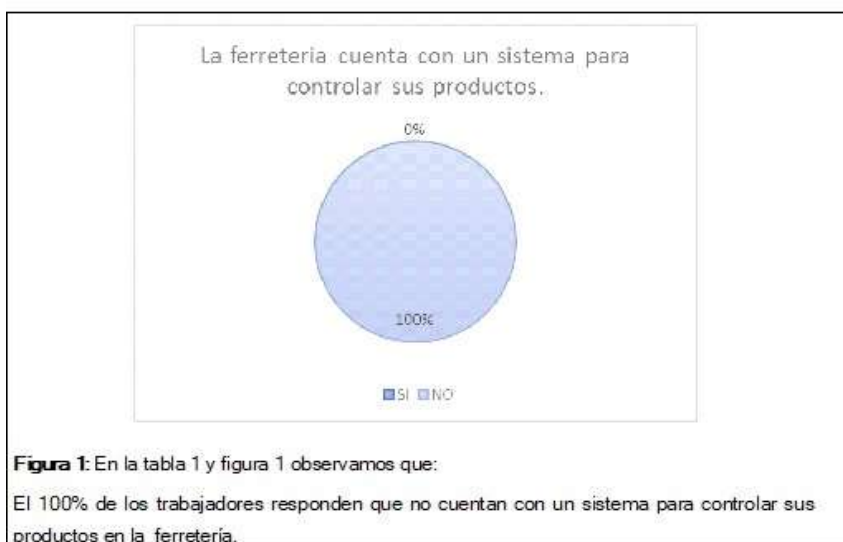 La ferreteria cuenta con un sistema para
controlar sus productos.
0%
100%
SI NO
Figura 1: En la tabla 1 y figura 1 observamos que:
El 100% de los trabajadores responden que no cuentan con un sistema para controlar sus
productos en la ferretería.